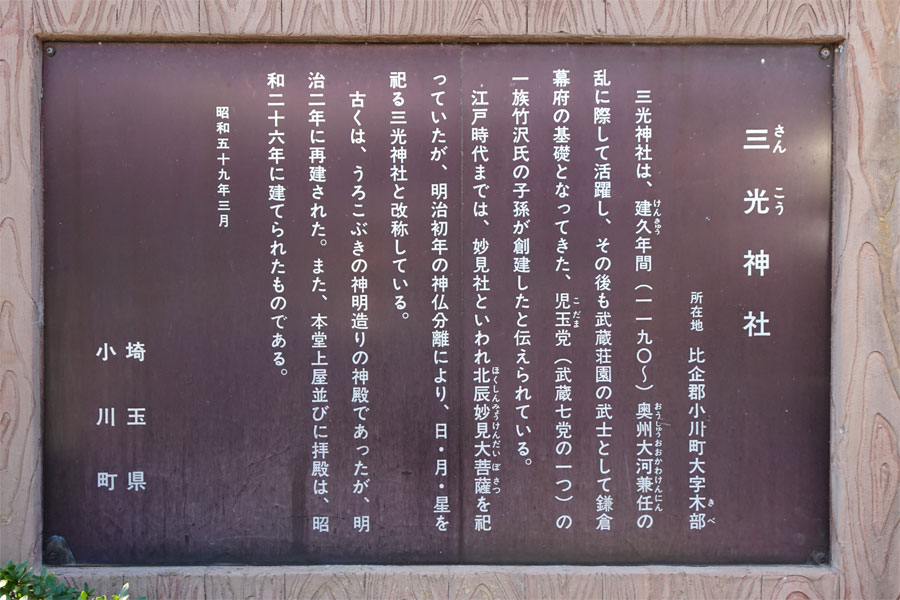 三光神社
所在地　比企郡小川町大字木部
三光神社は、建久年間（一一九〇～）奥州大河兼任の
乱に際して活躍し、その後も武蔵荘園の武士として鎌倉
幕府の基礎となってきた、児玉党（武蔵七党の一つ）の
一族竹沢氏の子孫が創建したと伝えられている。
江戸時代までは、妙見社といわれ北辰妙見大菩薩を祀
っていたが、明治初年の神仏分離により、日・月・星を
祀る三光神社と改称している。
古くは、うろこぶきの神明造りの神殿であったが、明
治二年に再建された。また、本堂上屋並びに拝殿は、昭
和二十六年に建てられたものである。
昭和五十九年三月
埼玉県
小川町